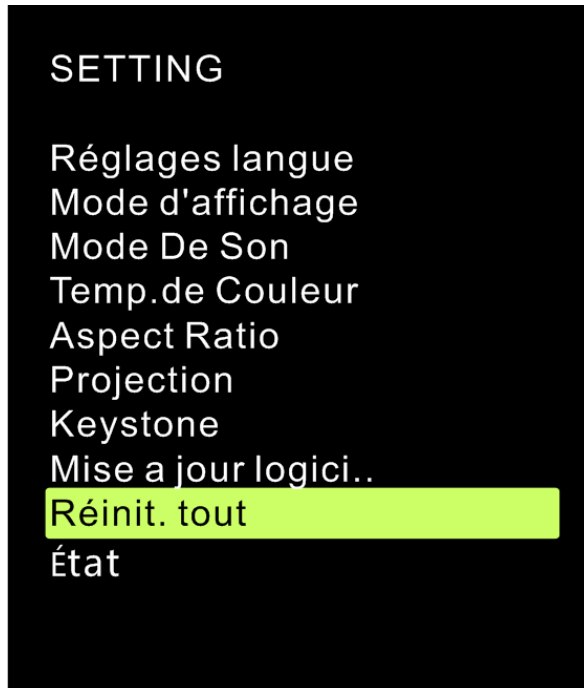 SETTING
Réglages langue
Mode d'affichage
Mode De Son
Temp.de Couleur
Aspect Ratio
Projection
Keystone
Mise a jour logici..
Réinit. tout
État